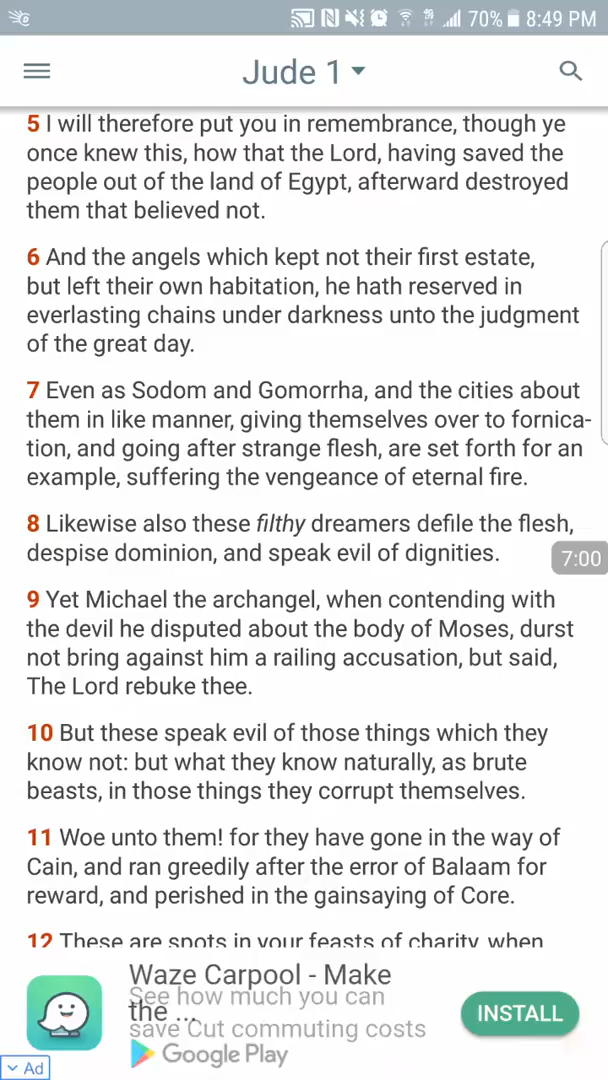 70% 8:49 PM
Jude 1
5 I will therefore put you in remembrance, though ye
once knew this, how that the Lord, having saved the
people out of the land of Egypt, afterward destroyed
them that believed not.
6 And the angels which kept not their first estate,
but left their own habitation, he hath reserved in
everlasting chains under darkness unto the judgment
of the great day.
7 Even as Sodom and Gomorrha, and the cities about
them in like manner, giving themselves over to fornica-
tion, and going after strange flesh, are set forth for an
example, suffering the vengeance of eternal fire.
8 Likewise also these filthy dreamers defile the flesh,
despise dominion, and speak evil of dignities.
7:00
9 Yet Michael the archangel, when contending with
the devil he disputed about the body of Moses, durst
not bring against him a railing accusation, but said,
The Lord rebuke thee.
10 But these speak evil of those things which they
know not: but what they know naturally, as brute
beasts, in those things they corrupt themselves.
11 Woe unto them! for they have gone in the way of
Cain, and ran greedily after the error of Balaam for
reward, and perished in the gainsaying of Core.
12 These are spots in your feasts of charity, when
Waze Carpool - Make
the ...
See how much you can
save Cut commuting costs
INSTALL
Google Play
Ad